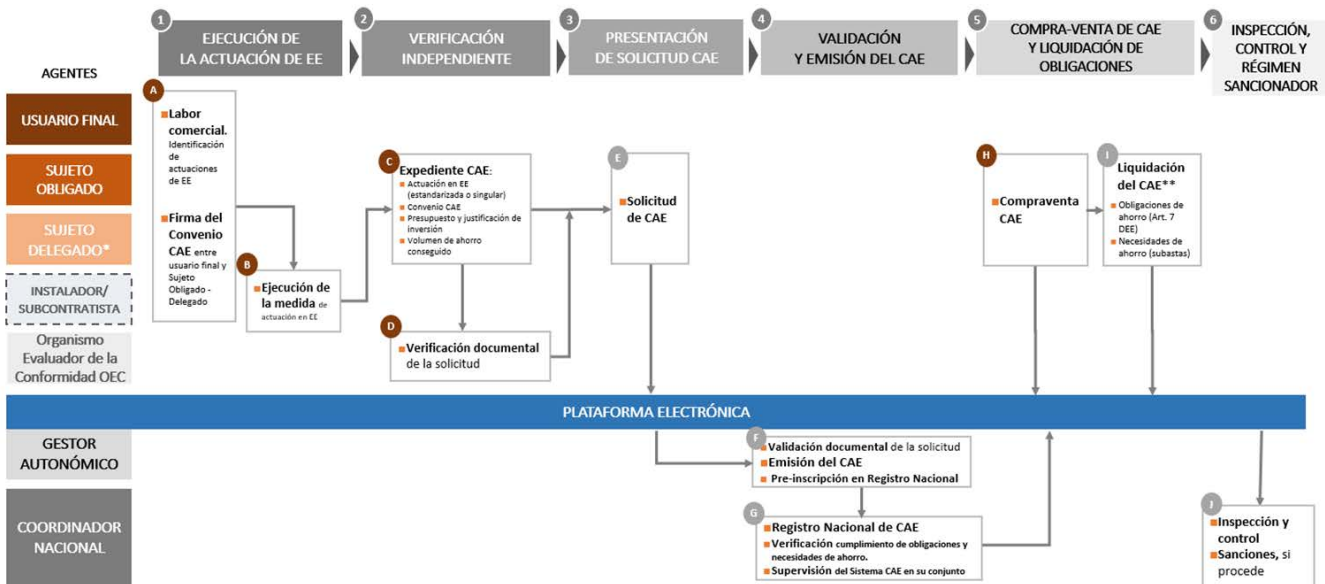 1
EJECUCIÓN DE
LA ACTUACIÓN DE EE
2
VERIFICACIÓN
INDEPENDIENTE
3
PRESENTACIÓN
DE SOLICITUD CAE
4
VALIDACIÓN
Y EMISIÓN DEL CAE
5
COMPRA-VENTA DE CAE
Y LIQUIDACIÓN DE
OBLIGACIONES
6
INSPECCIÓN,
CONTROL Y
RÉGIMEN
SANCIONADOR
AGENTES
USUARIO FINAL
SUJETO
OBLIGADO
SUJETO
DELEGADO*
INSTALADOR/
SUBCONTRATISTA
Organismo
Evaluador de la
Conformidad OEC
A
Labor
comercial.
Identificación
de
actuaciones
de EE
Firma del
Convenio
CAE entre
usuario final y
Sujeto
Obligado -
Delegado
B
Ejecución de
la medida de
actuación en EE
C
Expediente CAE:
Actuación en EE
(estandarizada o singular)
Convenio CAE
Presupuesto y justificación de
inversión
Volumen de ahorro
conseguido
D
Verificación documental
de la solicitud
E
Solicitud
de CAE
H
Compraventa
CAE
I
Liquidación
del CAE**
Obligaciones
de ahorro (Art. 7
DEE)
Necesidades de
ahorro (subastas)
PLATAFORMA ELECTRÓNICA
GESTOR
AUTONÓMICO
COORDINADOR
NACIONAL
F
Validación documental de la solicitud
Emisión del CAE
Pre-inscripción en Registro Nacional
G
Registro Nacional de CAE
Verificación cumplimiento de obligaciones y
necesidades de ahorro.
Supervisión del Sistema CAE en su conjunto
J
Inspección y
control
Sanciones, si
procede